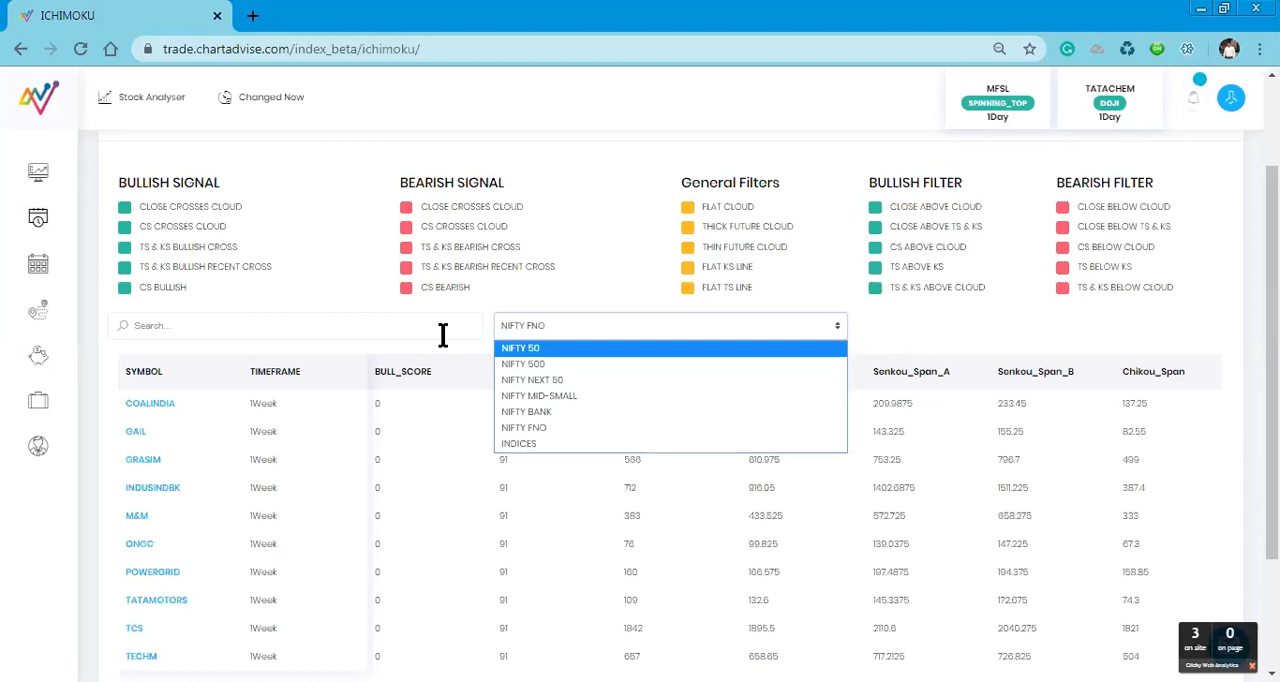 ICHIMOKU
trade.chartadvise.com/index_beta/ichimoku/
Stock Analyser
Changed Now
MFSL
SPINNING_TOP
1Day
TATACHEM
DOJI
1Day
BULLISH SIGNAL
CLOSE CROSSES CLOUD
CS CROSSES CLOUD
TS & KS BULLISH CROSS
TS & KS BULLISH RECENT CROSS
CS BULLISH
BEARISH SIGNAL
CLOSE CROSSES CLOUD
CS CROSSES CLOUD
TS & KS BEARISH CROSS
TS & KS BEARISH RECENT CROSS
CS BEARISH
General Filters
FLAT CLOUD
THICK FUTURE CLOUD
THIN FUTURE CLOUD
FLAT KS LINE
FLAT TS LINE
BULLISH FILTER
CLOSE ABOVE CLOUD
CLOSE ABOVE TS & KS
CS ABOVE CLOUD
TS ABOVE KS
TS & KS ABOVE CLOUD
BEARISH FILTER
CLOSE BELOW CLOUD
CLOSE BELOW TS & KS
CS BELOW CLOUD
TS BELOW KS
TS & KS BELOW CLOUD
Search...
NIFTY FNO
NIFTY 50
NIFTY 500
NIFTY NEXT 50
NIFTY MID-SMALL
NIFTY BANK
NIFTY FNO
INDICES
SYMBOL TIMEFRAME BULL_SCORE Senkou_Span_A Senkou_Span_B Chikou_Span
COALINDIA 1Week 0 209.9875 233.45 137.25
GAIL 1Week 0 143.325 155.25 82.55
GRASIM 1Week 0 91 566 610.975 753.25 796.7 499
INDUSINDBK 1Week 0 91 712 916.05 1402.6875 1511.225 387.4
M&M 1Week 0 91 383 433.525 572.725 658.275 333
ONGC 1Week 0 91 76 99.825 139.0375 147.225 67.3
POWERGRID 1Week 0 91 160 166.575 197.4875 194.375 158.85
TATAMOTORS 1Week 0 91 109 132.6 145.3375 172.675 74.3
TCS 1Week 0 91 1842 1895.5 2110.6 2040.275 1821
TECHM 1Week 0 91 657 658.65 717.2125 726.825 504
3 0
on site on page
Clicky Web Analytics